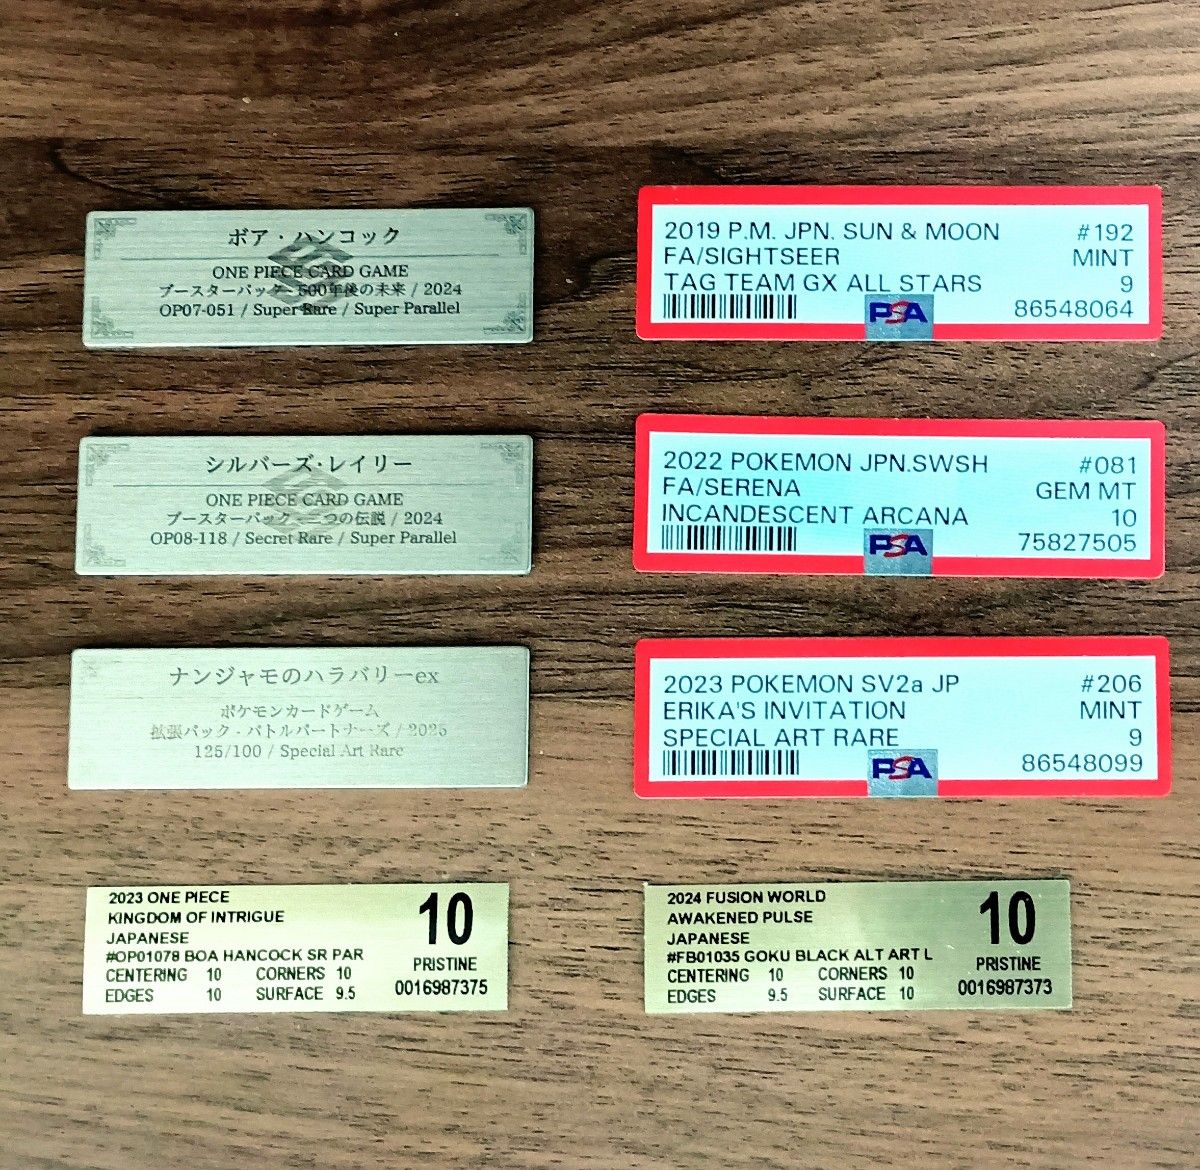 ボア・ハンコック
ONE PIECE CARD GAME
ブースターパック - 500年後の未来 / 2024
OP07-051 / Super Rare / Super Parallel
2019 P.M. JPN. SUN & MOON #192
FA/SIGHTSEER MINT
TAG TEAM GX ALL STARS 9
PSA 86548064
シルバーズ・レイリー
ONE PIECE CARD GAME
ブースターパック - 二つの伝説 / 2024
OP08-118 / Secret Rare / Super Parallel
2022 POKEMON JPN.SWSH #081
FA/SERENA GEM MT
INCANDESCENT ARCANA 10
PSA 75827505
ナンジャモのハラバリーex
ポケモンカードゲーム
拡張パック・バトルパートナーズ / 2025
125/100 / Special Art Rare
2023 POKEMON SV2a JP #206
ERIKA'S INVITATION MINT
SPECIAL ART RARE 9
PSA 86548099
2023 ONE PIECE
KINGDOM OF INTRIGUE
JAPANESE
#OP01078 BOA HANCOCK SR PAR
CENTERING 10 CORNERS 10
EDGES 10 SURFACE 9.5
10
PRISTINE
0016987375
2024 FUSION WORLD
AWAKENED PULSE
JAPANESE
#FB01035 GOKU BLACK ALT ART L
CENTERING 10 CORNERS 10
EDGES 9.5 SURFACE 10
10
PRISTINE
0016987373